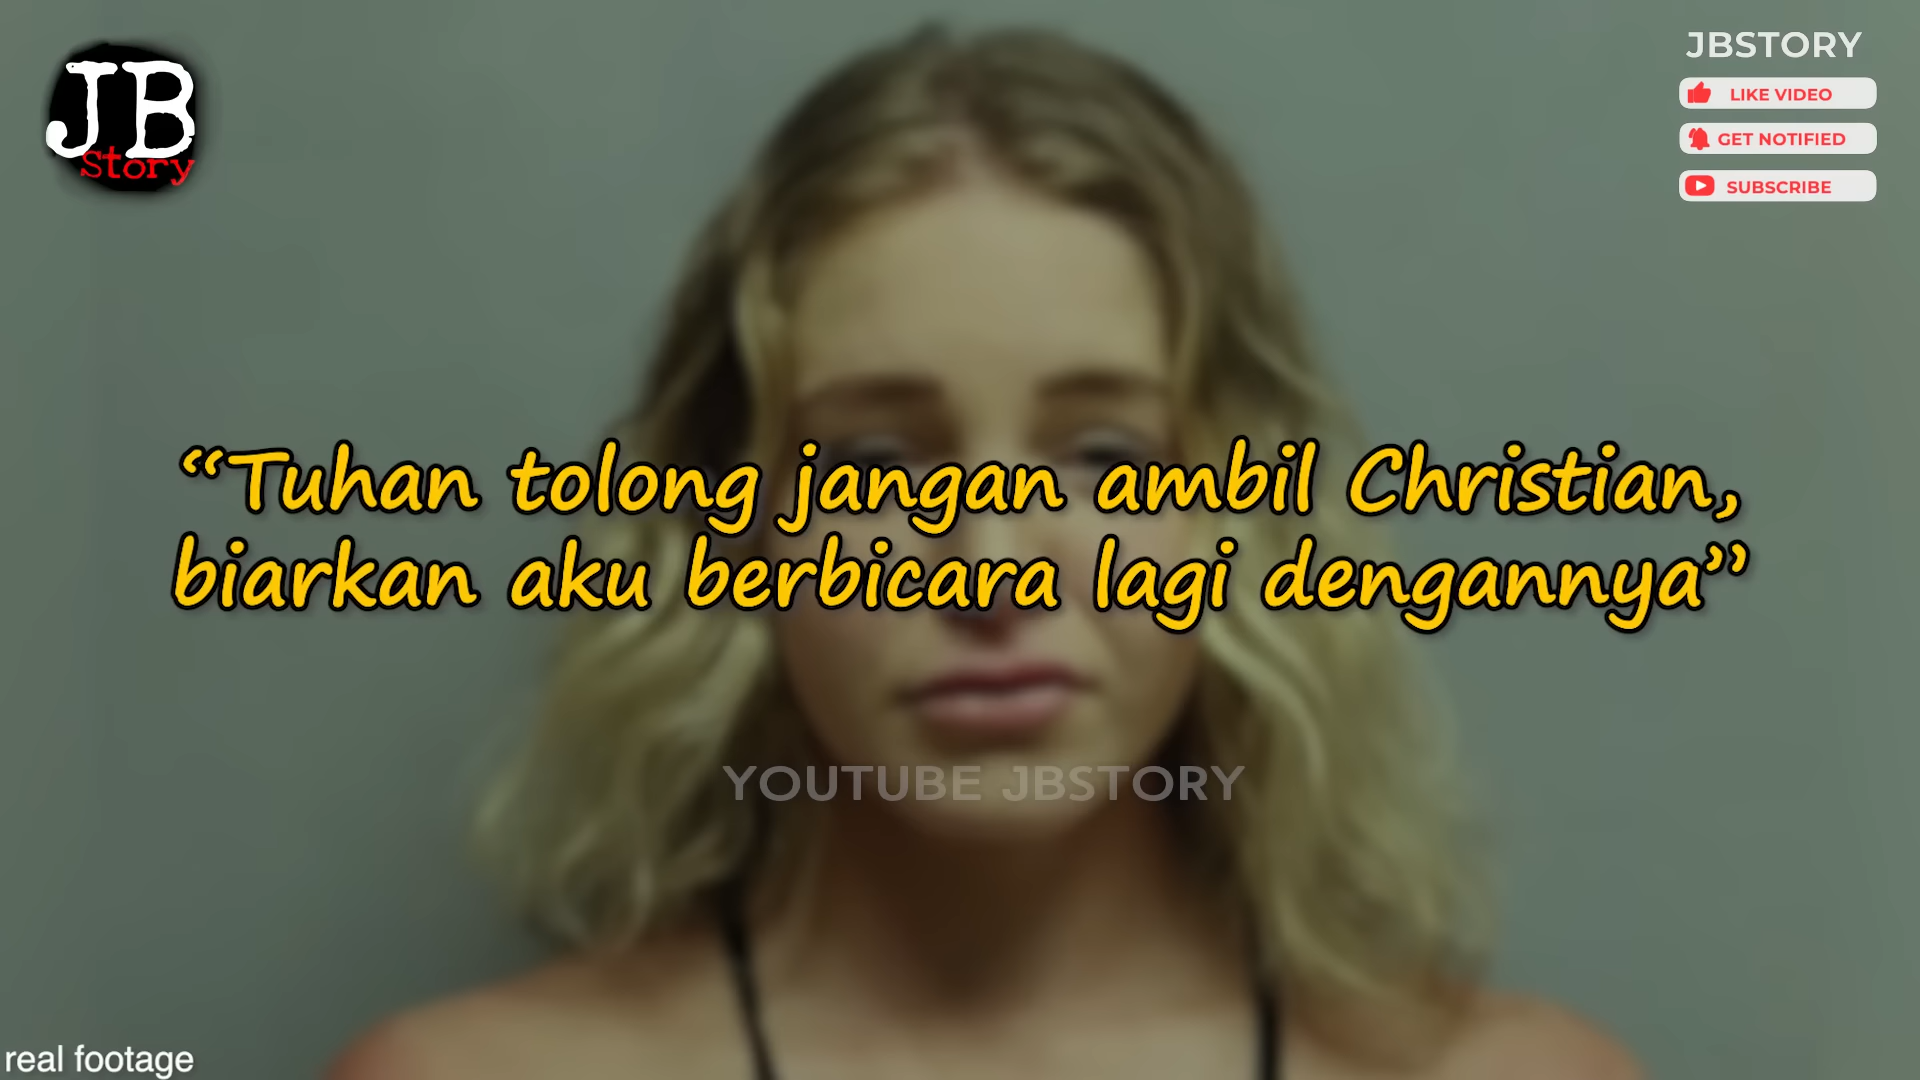 JB
Story
JBSTORY
LIKE VIDEO
GET NOTIFIED
SUBSCRIBE
“Tuhan tolong jangan ambil Christian,
biarkan aku berbicara lagi dengannya”
YOUTUBE JBSTORY
real footage